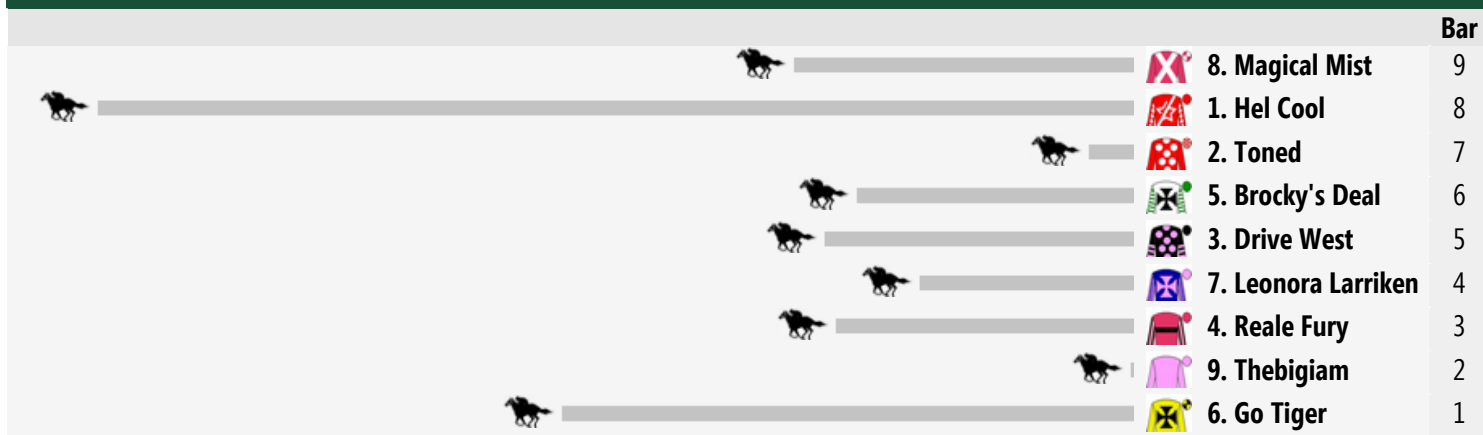 Bar
8. Magical Mist 9
1. Hel Cool 8
2. Toned 7
5. Brocky's Deal 6
3. Drive West 5
7. Leonora Larriken 4
4. Reale Fury 3
9. Thebigiam 2
6. Go Tiger 1